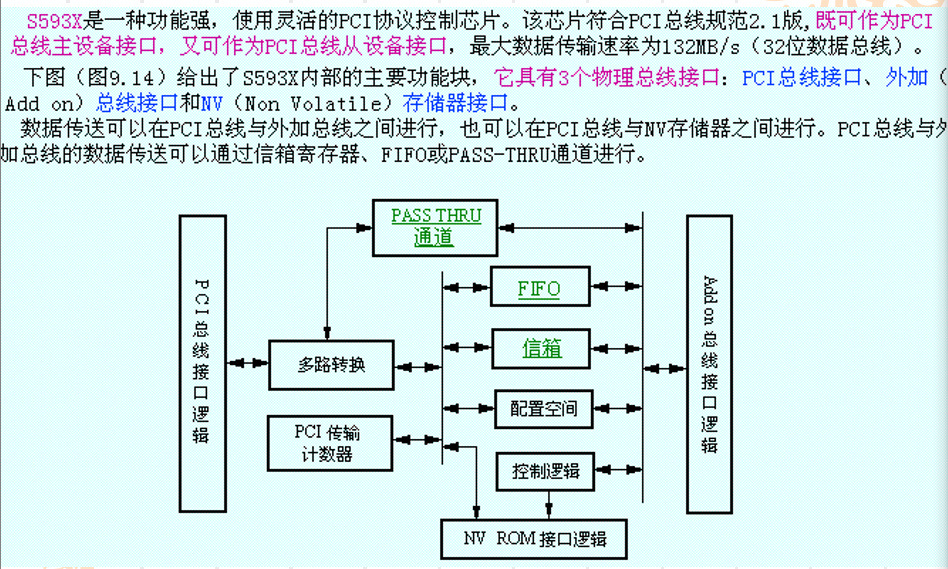 S593X是一种功能强，使用灵活的PCI协议控制芯片。该芯片符合PCI总线规范2.1版,既可作为PCI
总线主设备接口，又可作为PCI总线从设备接口，最大数据传输速率为132MB/s（32位数据总线）。
下图（图9.14）给出了S593X内部的主要功能块，它具有3个物理总线接口：PCI总线接口、外加（
Add on）总线接口和NV（Non Volatile）存储器接口。
数据传送可以在PCI总线与外加总线之间进行，也可以在PCI总线与NV存储器之间进行。PCI总线与外
加总线的数据传送可以通过信箱寄存器、FIFO或PASS-THRU通道进行。
PASS THRU
通道
PCI总线接口逻辑
FIFO
Add on总线接口逻辑
信箱
多路转换
配置空间
PCI 传输
计数器
控制逻辑
NV ROM 接口逻辑